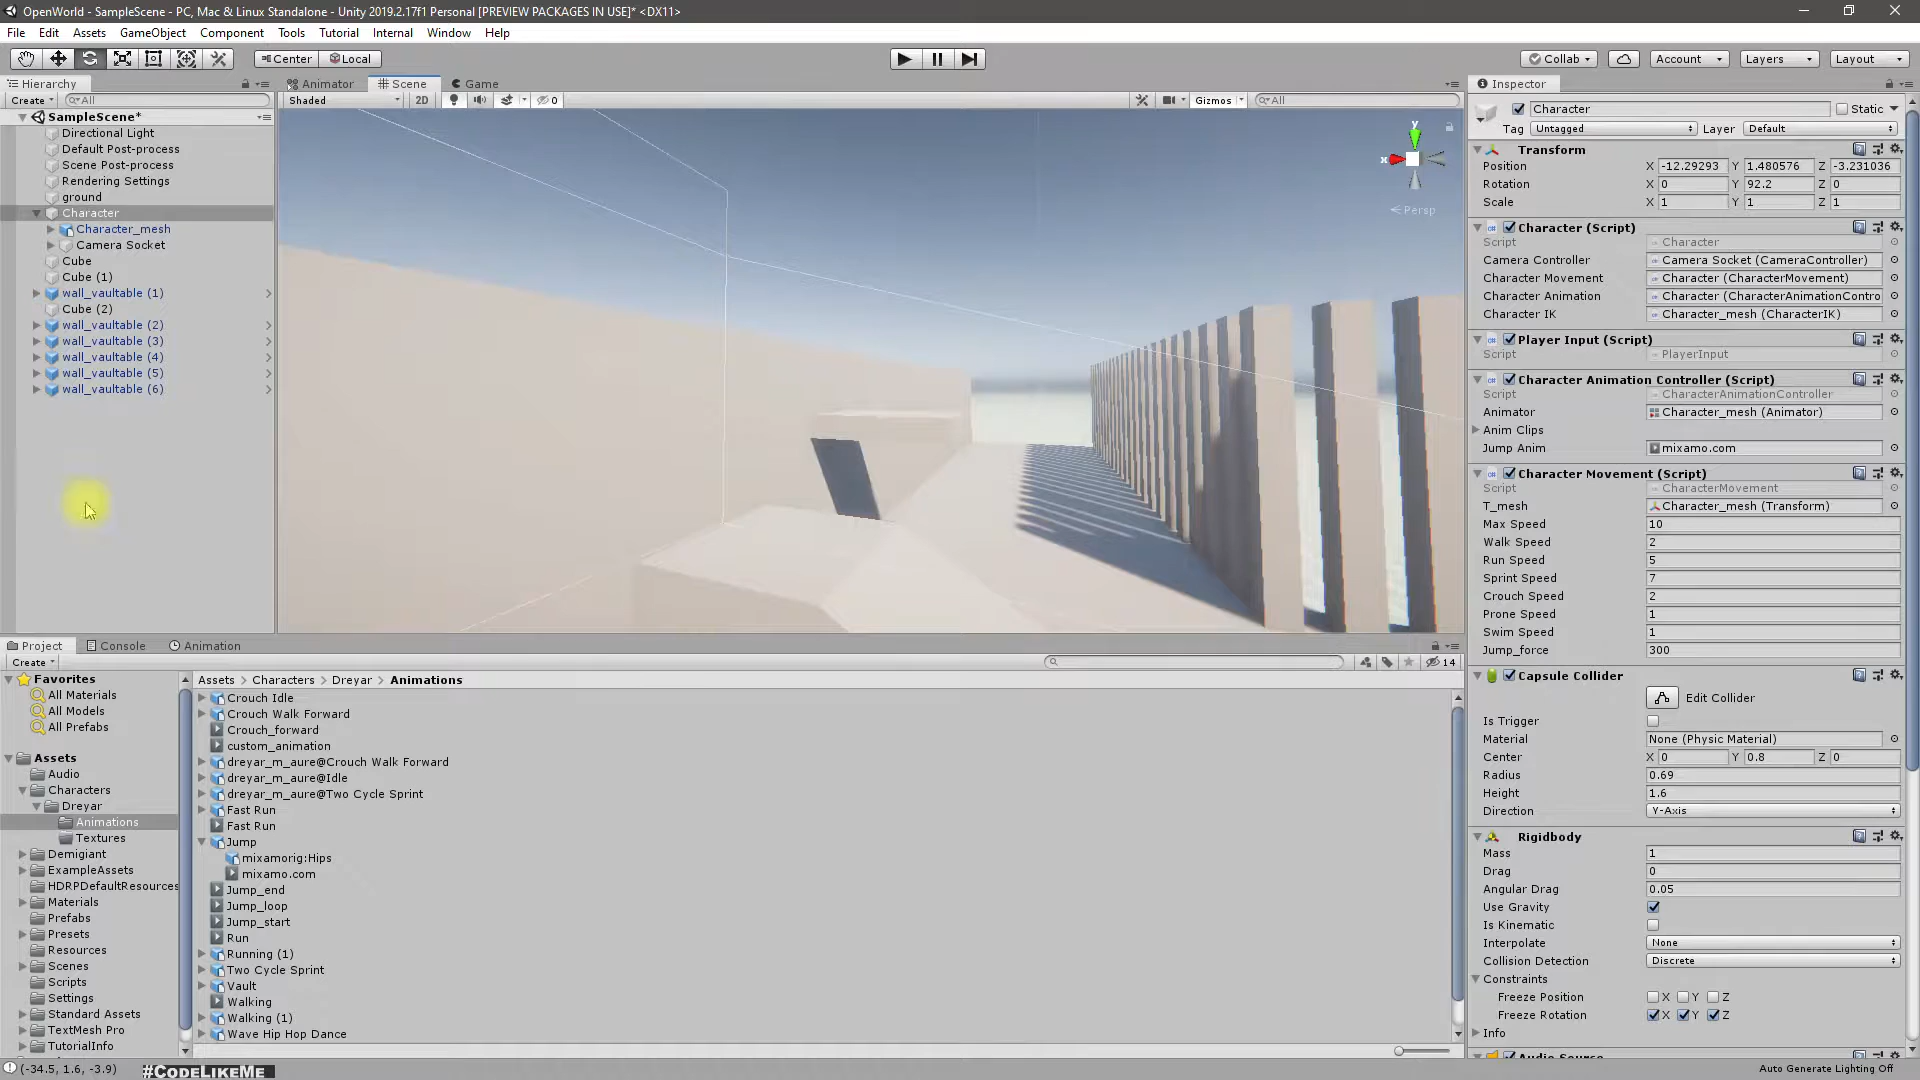 OpenWorld - SampleScene - PC, Mac & Linux Standalone - Unity 2019.2.17f1 Personal [PREVIEW PACKAGES IN USE]* <DX11>
File Edit Assets GameObject Component Tools Tutorial Internal Window Help
Center Local Collab Account Layers Layout
Hierarchy
Create All
SampleScene*
Directional Light
Default Post-process
Scene Post-process
Rendering Settings
ground
Character
Character_mesh
Camera Socket
Cube
Cube (1)
wall_vaultable (1)
Cube (2)
wall_vaultable (2)
wall_vaultable (3)
wall_vaultable (4)
wall_vaultable (5)
wall_vaultable (6)
Animator Scene Game
Shaded 2D 0 Gizmos All
y
x
Persp
Inspector
Character Static
Tag Untagged Layer Default
Transform
Position X -12.29293 Y 1.480576 Z -3.231036
Rotation X 0 Y 92.2 Z 0
Scale X 1 Y 1 Z 1
Character (Script)
Script Character
Camera Controller Camera Socket (CameraController)
Character Movement Character (CharacterMovement)
Character Animation Character (CharacterAnimationContro
Character IK Character_mesh (CharacterIK)
Player Input (Script)
Script PlayerInput
Character Animation Controller (Script)
Script CharacterAnimationController
Animator Character_mesh (Animator)
Anim Clips
Jump Anim mixamo.com
Character Movement (Script)
Script CharacterMovement
T_mesh Character_mesh (Transform)
Max Speed 10
Walk Speed 2
Run Speed 5
Sprint Speed 7
Crouch Speed 2
Prone Speed 1
Swim Speed 1
Jump_force 300
Capsule Collider
Edit Collider
Is Trigger
Material None (Physic Material)
Center X 0 Y 0.8 Z 0
Radius 0.69
Height 1.6
Direction Y-Axis
Rigidbody
Mass 1
Drag 0
Angular Drag 0.05
Use Gravity
Is Kinematic
Interpolate None
Collision Detection Discrete
Constraints
Freeze Position X Y Z
Freeze Rotation X Y Z
Info
Audio Source
Project Console Animation
Create 14
Favorites
All Materials
All Models
All Prefabs
Assets
Audio
Characters
Dreyar
Animations
Textures
Demigiant
ExampleAssets
HDRPDefaultResources
Materials
Prefabs
Presets
Resources
Scenes
Scripts
Settings
Standard Assets
TextMesh Pro
TutorialInfo
Assets > Characters > Dreyar > Animations
Crouch Idle
Crouch Walk Forward
Crouch_forward
custom_animation
dreyar_m_aure@Crouch Walk Forward
dreyar_m_aure@Idle
dreyar_m_aure@Two Cycle Sprint
Fast Run
Fast Run
Jump
mixamorig:Hips
mixamo.com
Jump_end
Jump_loop
Jump_start
Run
Running (1)
Two Cycle Sprint
Vault
Walking
Walking (1)
Wave Hip Hop Dance
(-34.5, 1.6, -3.9) #CODELIKEME Auto Generate Lighting Off